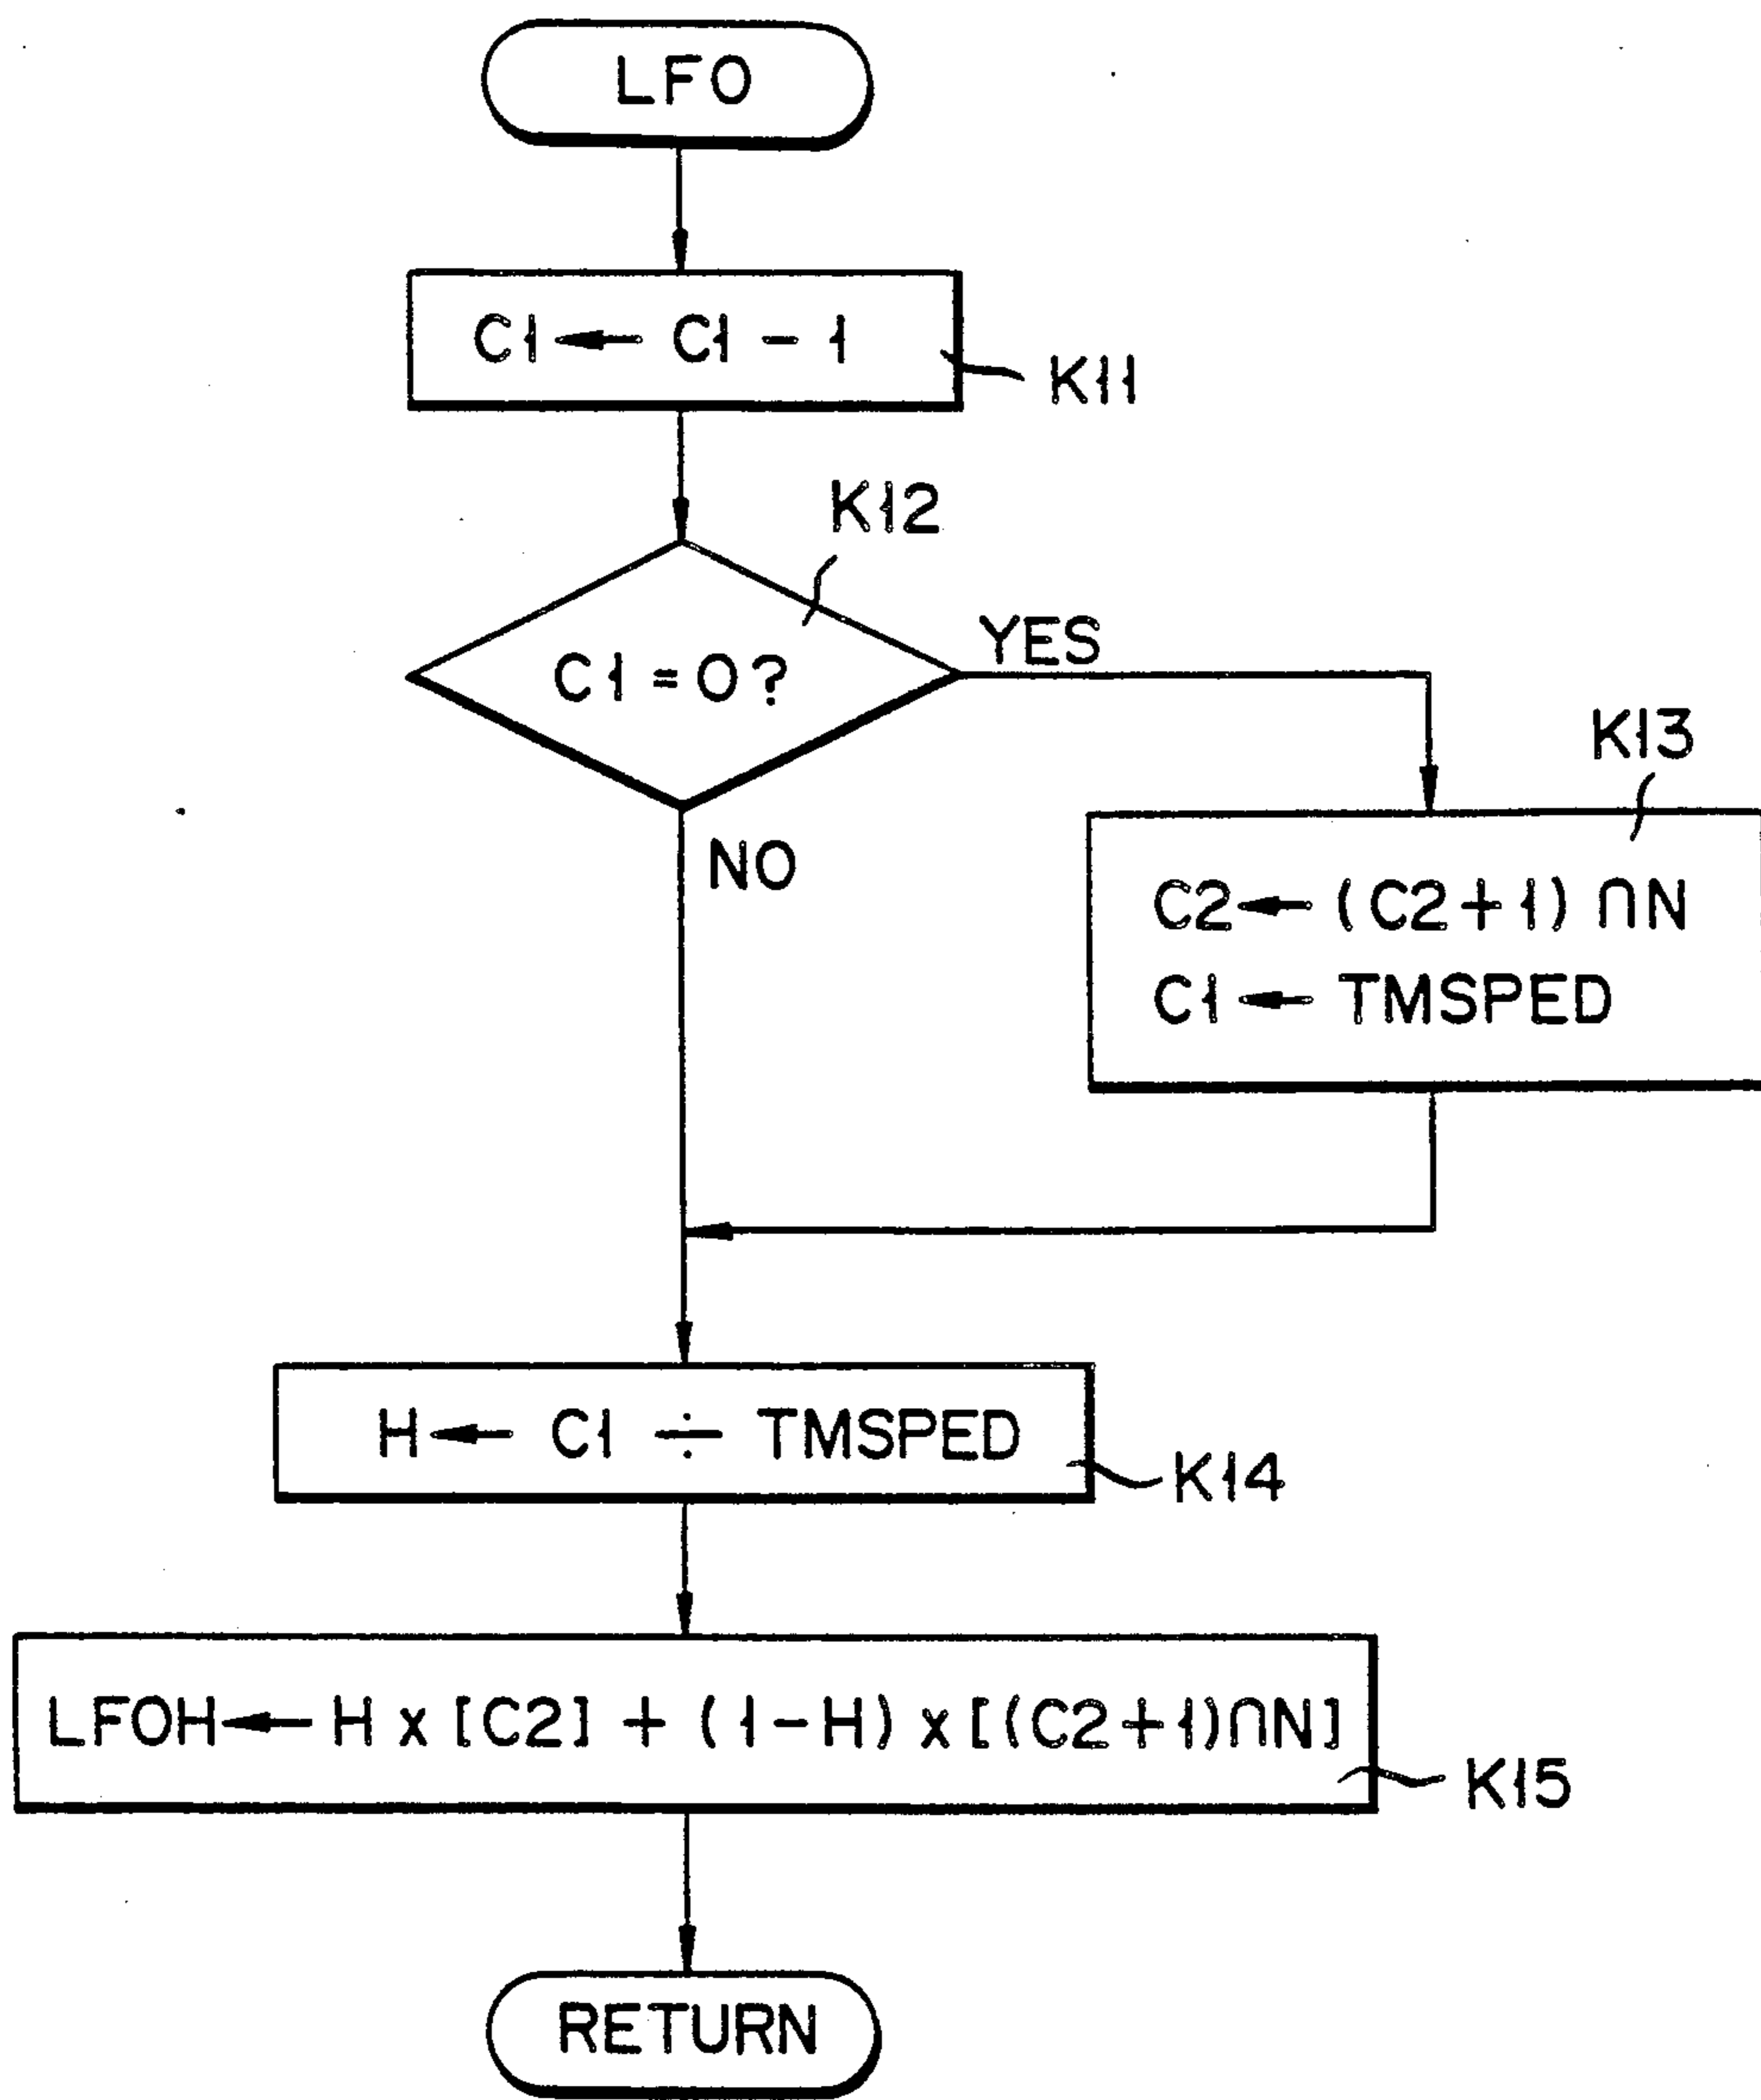 LFO
C1 ← C1 - 1
K11
K12
C1 = 0 ?
YES
NO
K13
C2 ← (C2 + 1) ∩ N
C1 ← TMSPED
H ← C1 ÷ TMSPED
K14
LFOH ← H x [C2] + (1-H) x [(C2+1)∩N]
K15
RETURN